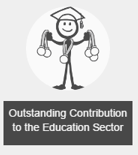 Outstanding Contribution
to the Education Sector